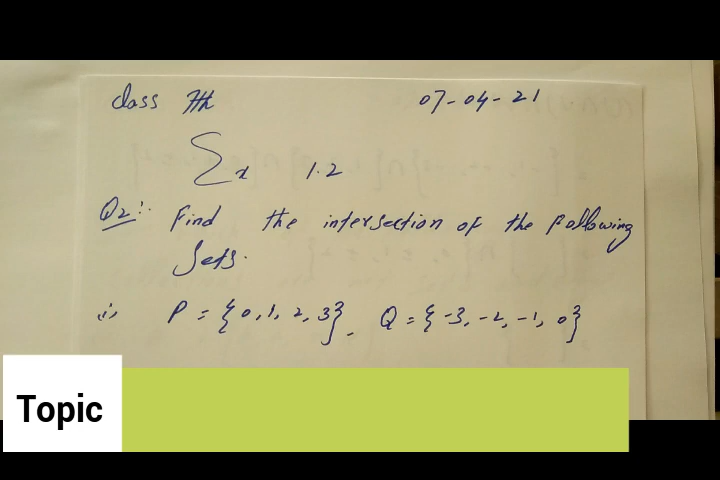 Class 7th 07-04-21
Ex 1.2
Q2: Find the intersection of the following
Sets.
i, P = {0, 1, 2, 3}, Q = {-3, -2, -1, 0}
Topic